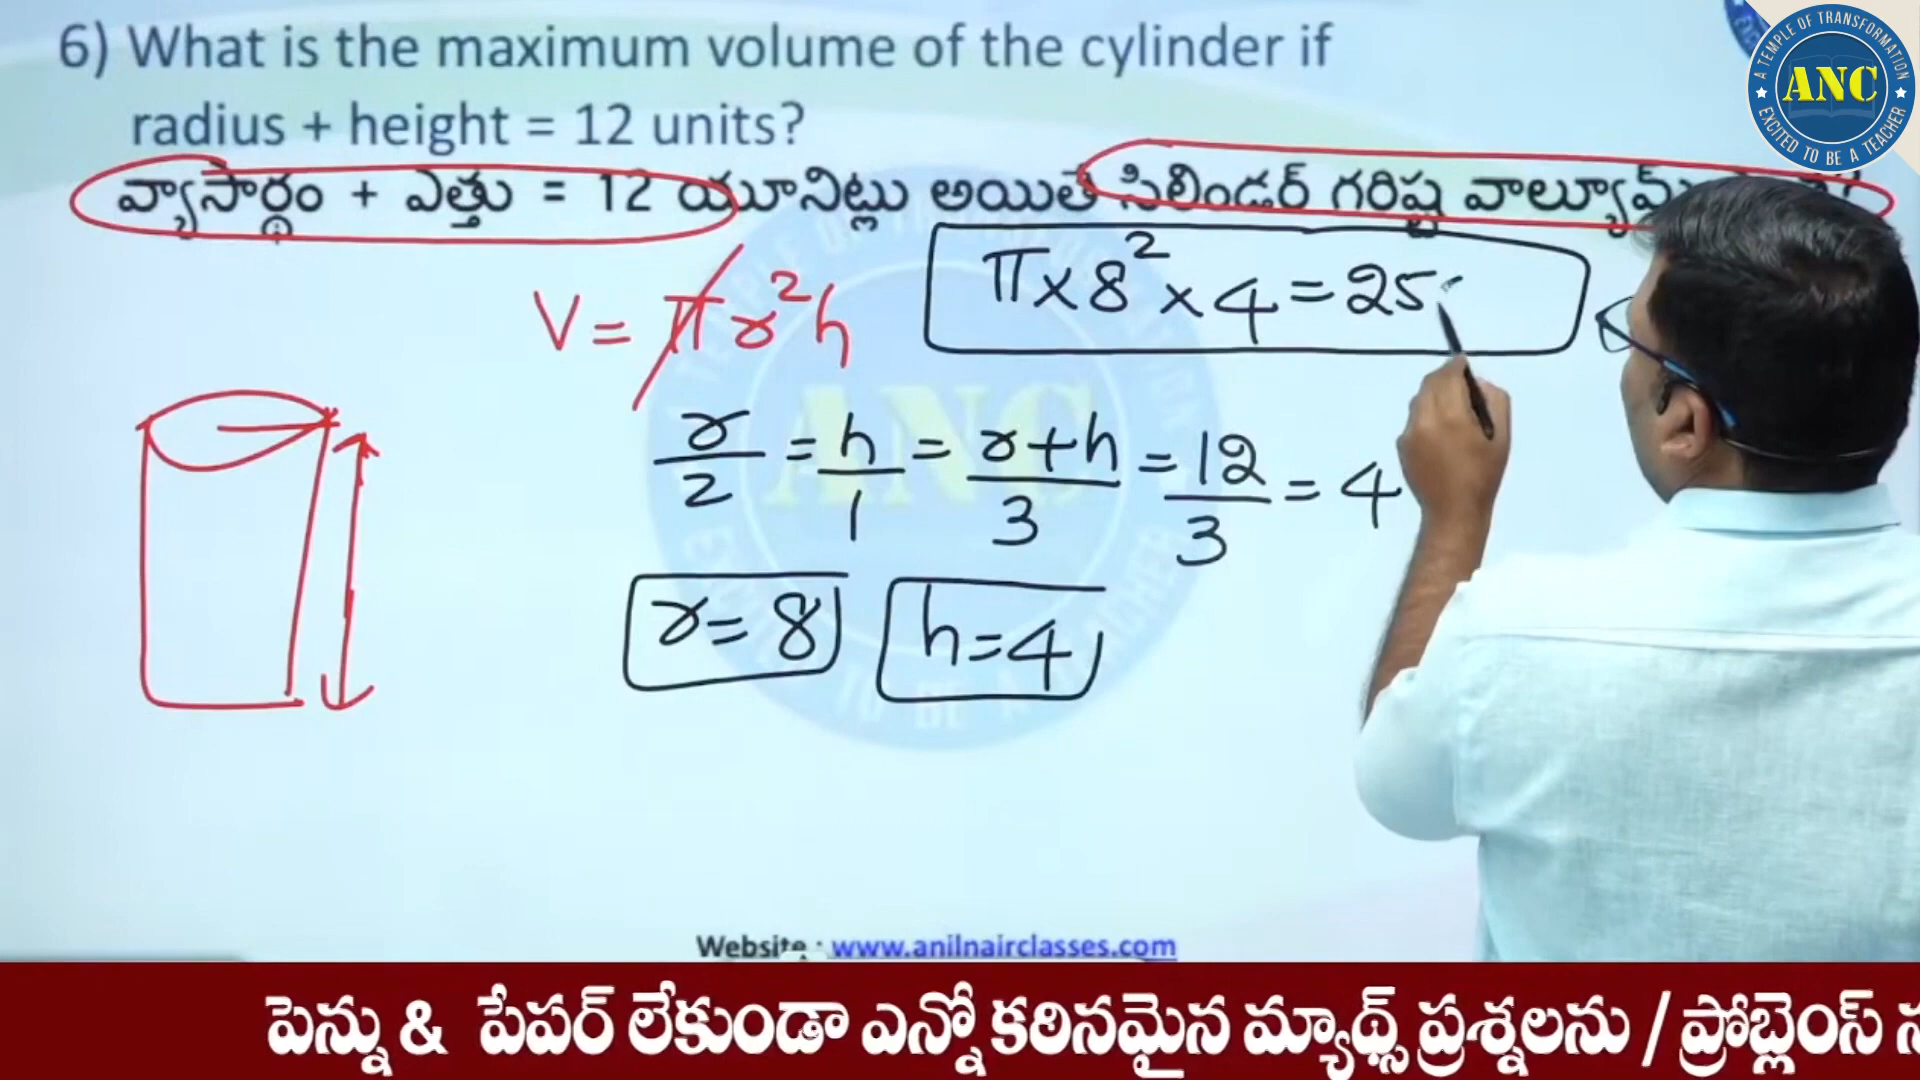 6) What is the maximum volume of the cylinder if
radius + height = 12 units?
వ్యాసార్థం + ఎత్తు = 12 యూనిట్లు అయితే సిలిండర్ గరిష్ట వాల్యూమ్
V = πr²h
π × 8² × 4 = 25
r/2 = h/1 = r+h/3 = 12/3 = 4
r = 8 h = 4
Website : www.anilnairclasses.com
పెన్ను & పేపర్ లేకుండా ఎన్నో కఠినమైన మ్యాథ్స్ ప్రశ్నలను / ప్రోబ్లెంస్
A TEMPLE OF TRANSFORMATION
ANC
EXCITED TO BE A TEACHER